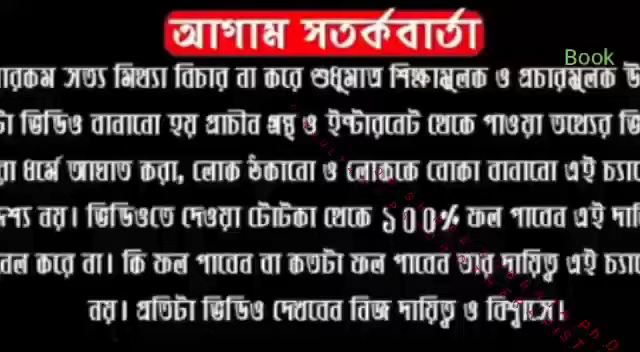 আগাম সতর্কবার্তা
Book
রকম সত্য মিথ্যা বিচার না করে শুধুমাত্র শিক্ষামূলক ও প্রচারমূলক উ
টা ভিডিও বানানো হয় প্রাচীন গ্রন্থ ও ইন্টারনেট থেকে পাওয়া তথ্যের ভি
রো ধর্মে আঘাত করা, লোক ঠকানো ও লোককে বোকা বানানো এই চ্যানে
দেশ্য নয়। ভিডিওতে দেওয়া টোটকা থেকে ১০০% ফল পাবেন এই দাবি
নেল করে না। কি ফল পাবেন বা কতটা ফল পাবেন তার দায়িত্ব এই চ্যানে
নয়। প্রতিটা ভিডিও দেখবেন নিজ দায়িত্ব ও বিশ্বাসে।